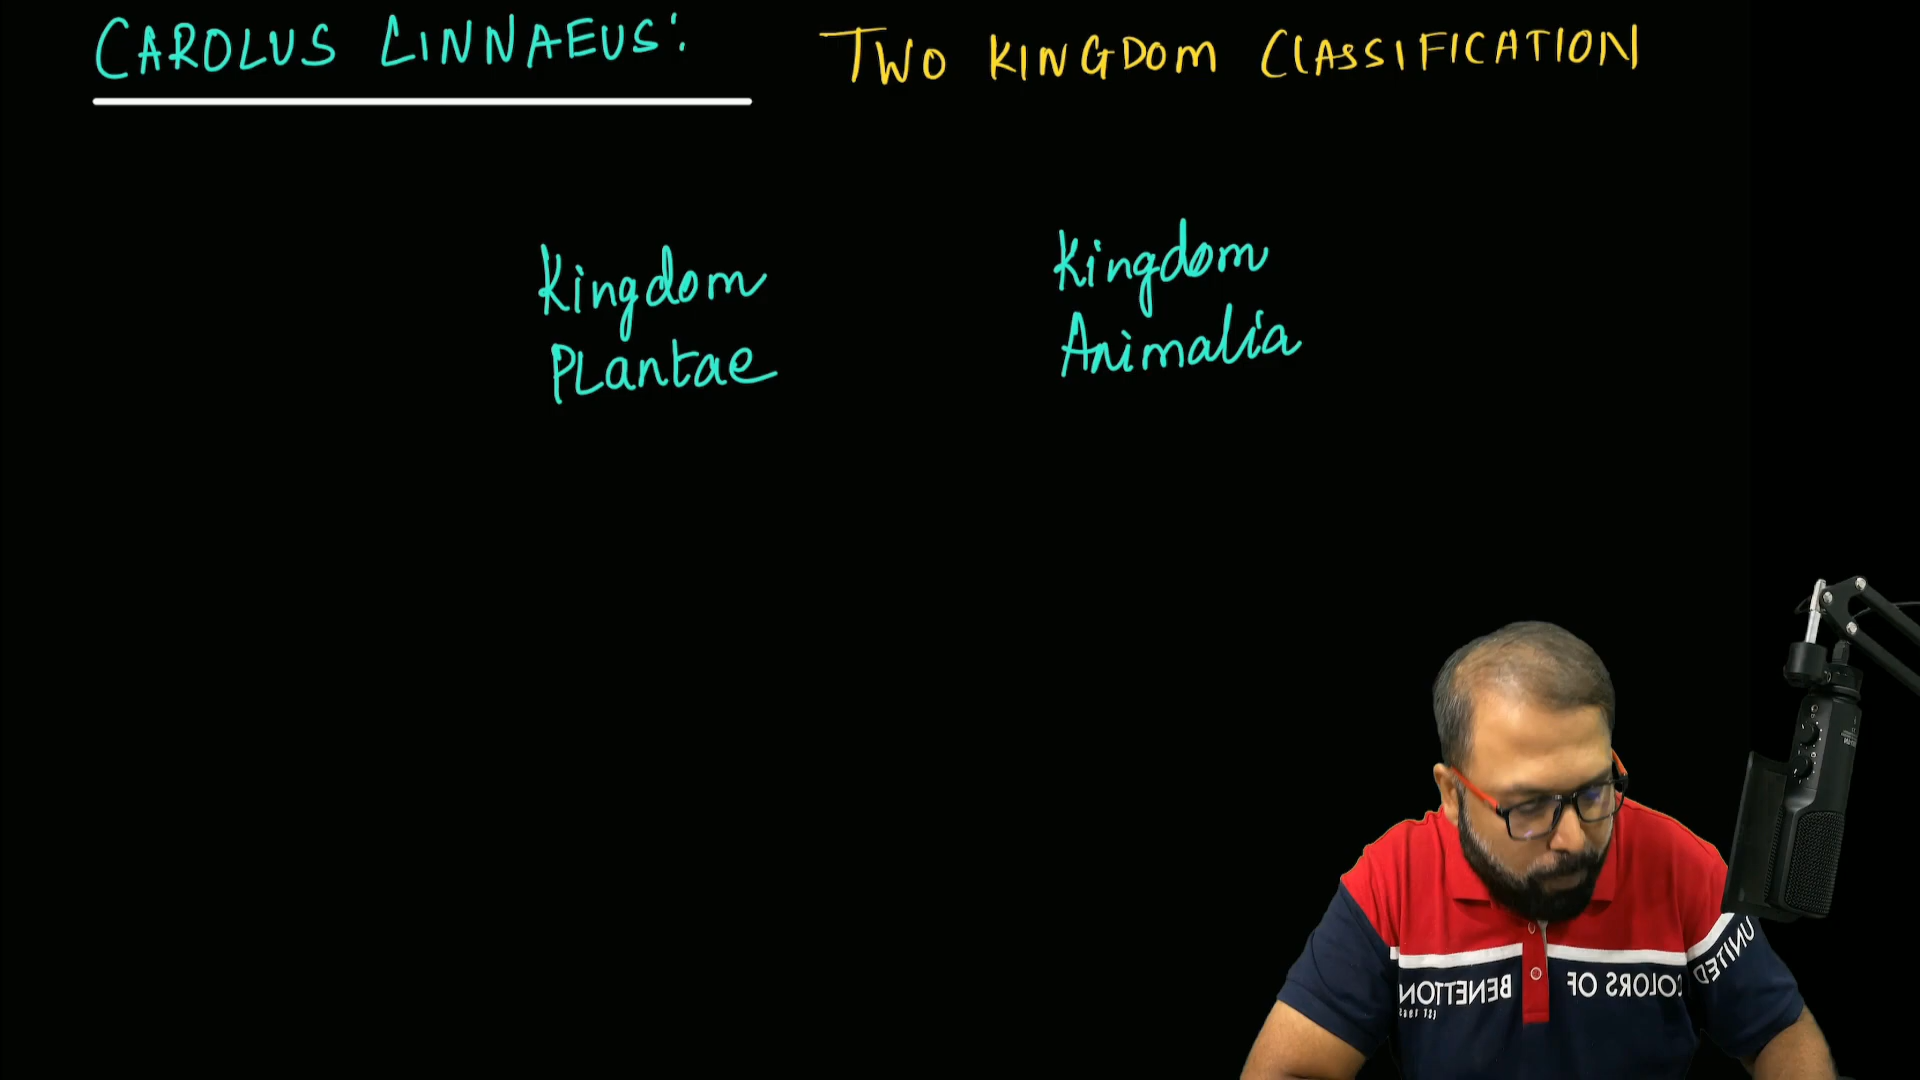 CAROLUS LINNAEUS:
TWO KINGDOM CLASSIFICATION
Kingdom
Plantae
Kingdom
Animalia
UNITED
COLORS OF
BENETTON